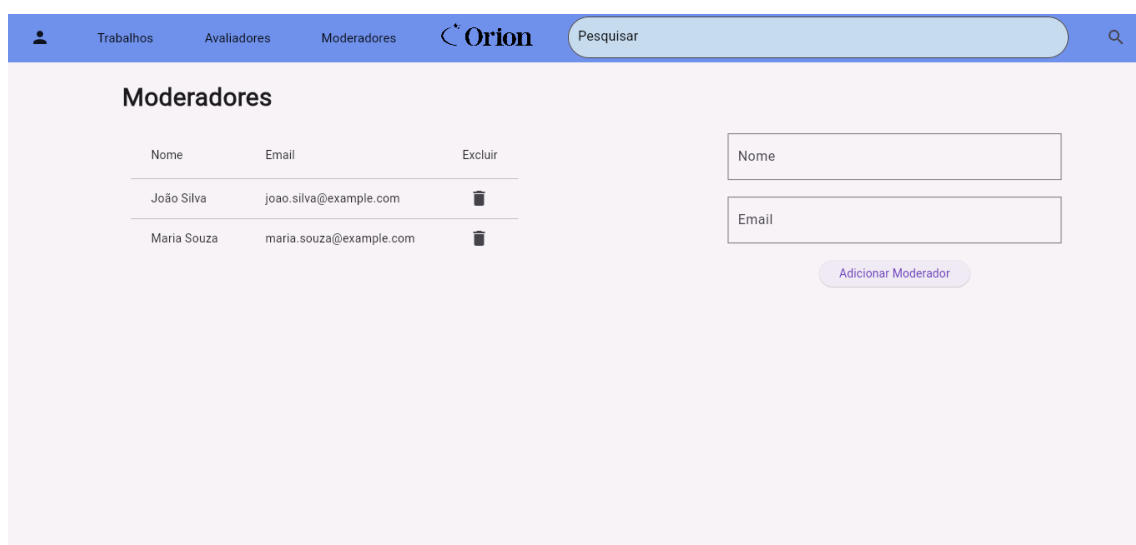 Trabalhos Avaliadores Moderadores Orion Pesquisar
Moderadores
Nome Email Excluir
João Silva joao.silva@example.com
Maria Souza maria.souza@example.com
Nome
Email
Adicionar Moderador